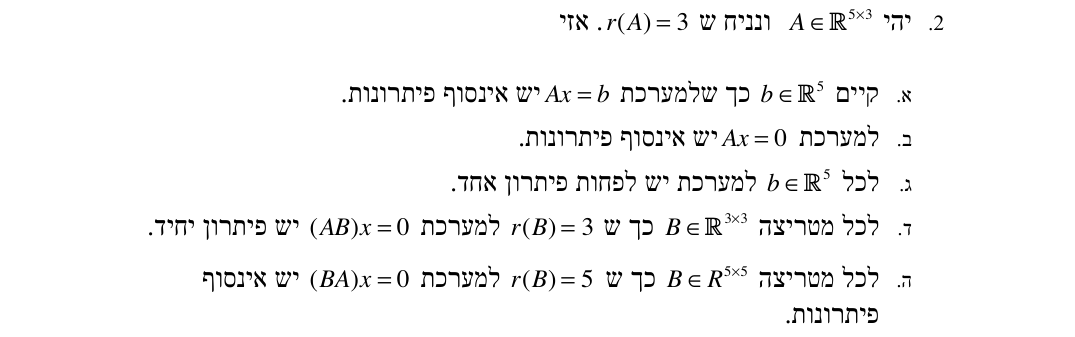 2. יהי A ∈ ℝ^{5×3} ונניח ש r(A) = 3. אזי
א. קיים b ∈ ℝ^5 כך שלמערכת Ax = b יש אינסוף פיתרונות.
ב. למערכת Ax = 0 יש אינסוף פיתרונות.
ג. לכל b ∈ ℝ^5 למערכת יש לפחות פיתרון אחד.
ד. לכל מטריצה B ∈ ℝ^{3×3} כך ש r(B) = 3 למערכת (AB)x = 0 יש פיתרון יחיד.
ה. לכל מטריצה B ∈ R^{5×5} כך ש r(B) = 5 למערכת (BA)x = 0 יש אינסוף
פיתרונות.